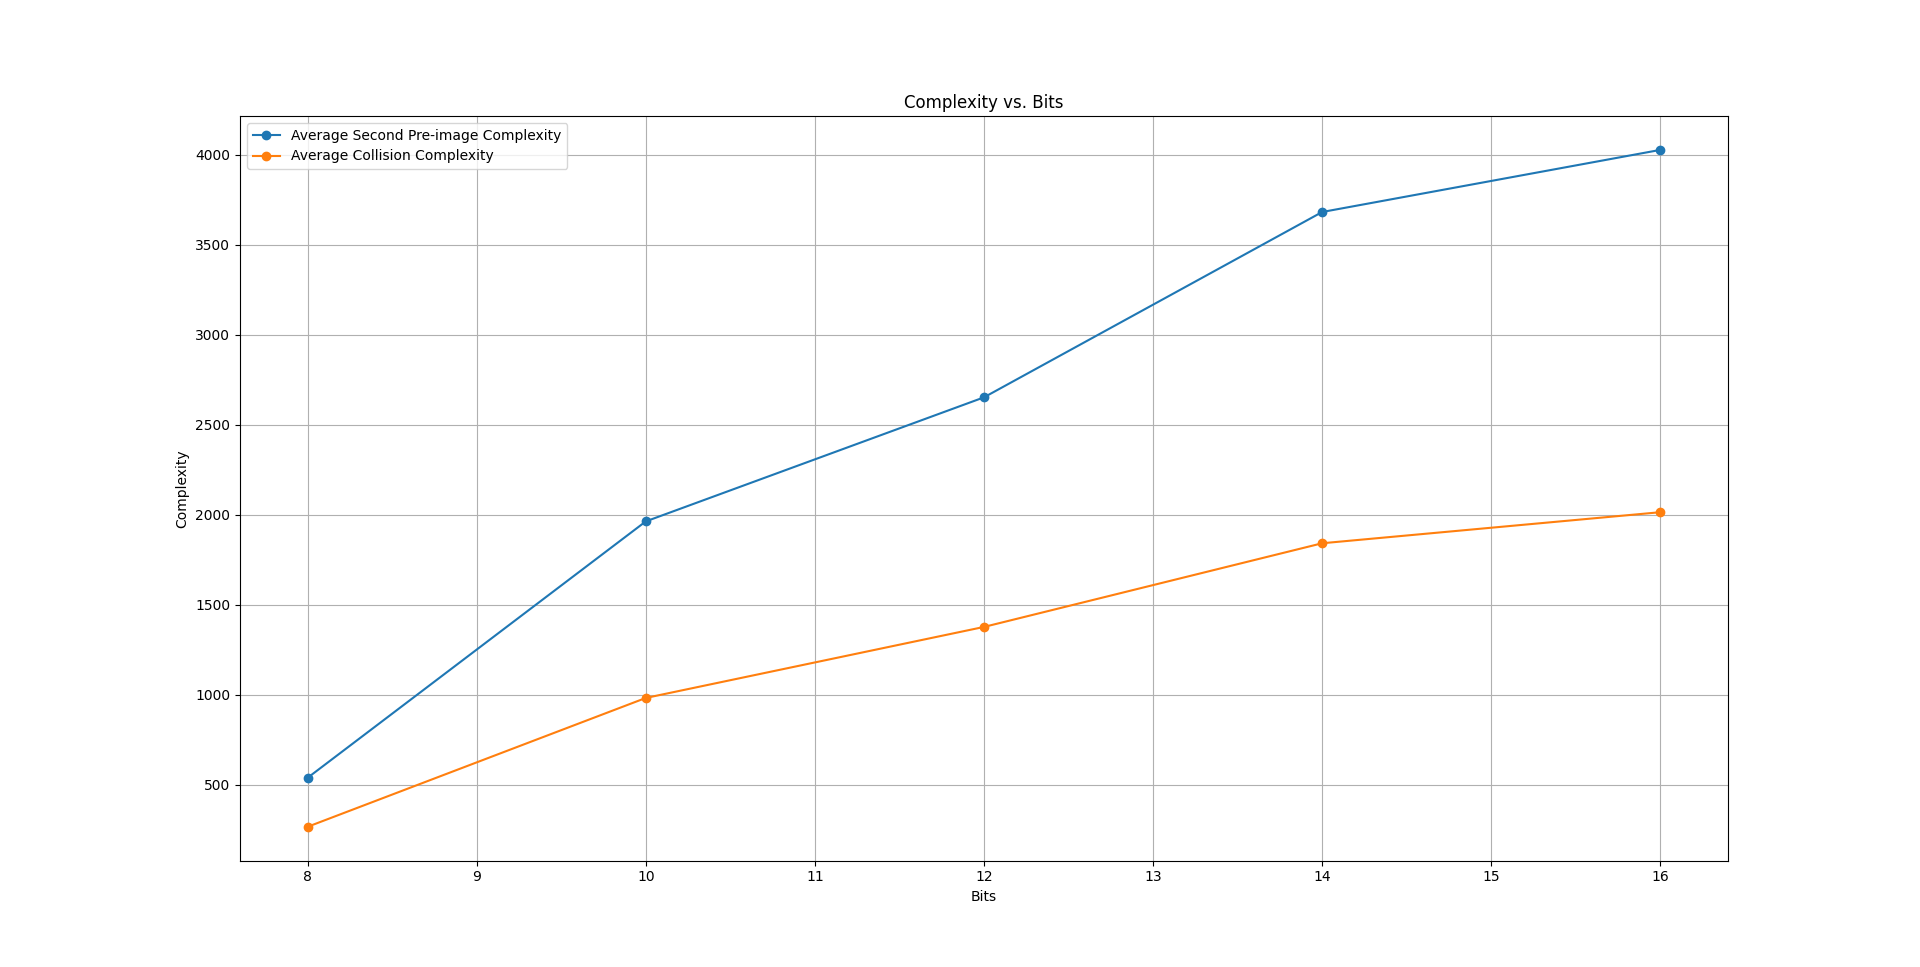 Complexity vs. Bits
Average Second Pre-image Complexity
Average Collision Complexity
4000
3500
3000
2500
2000
1500
1000
500
Complexity
8 9 10 11 12 13 14 15 16
Bits